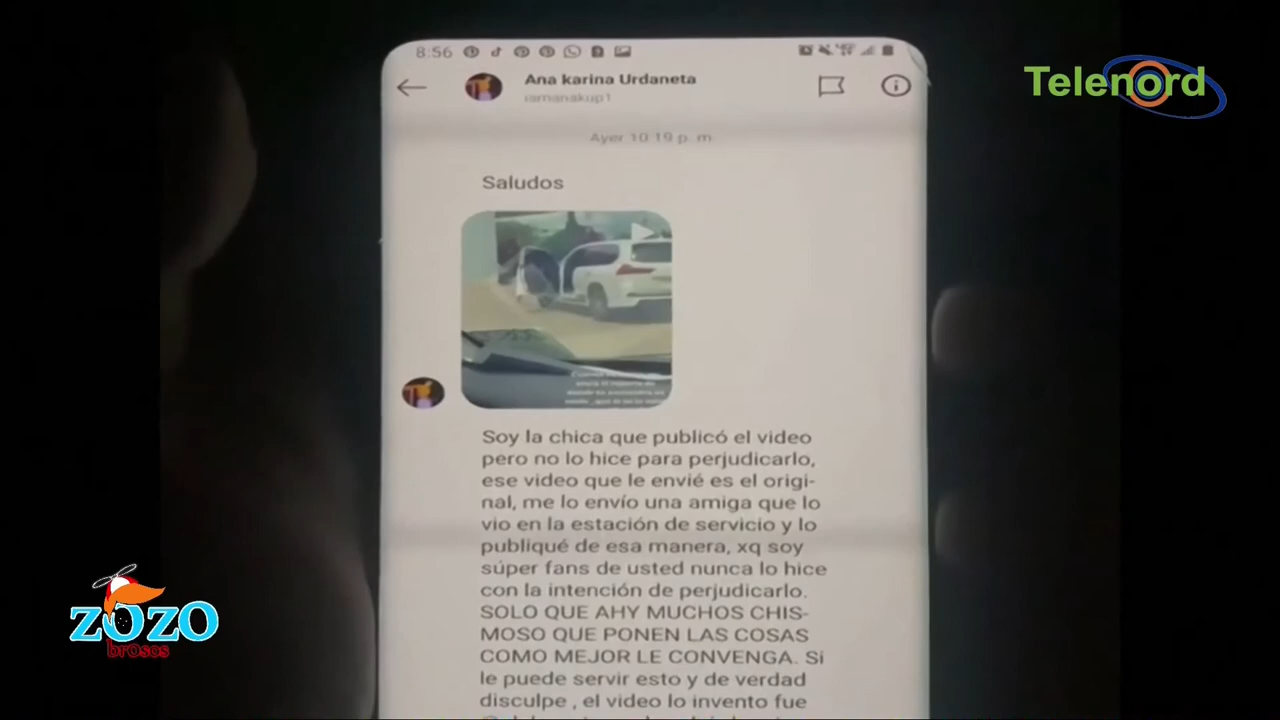 8:56
Ana karina Urdaneta
iamanakup1
Telenord
Ayer 10:19 p. m.
Saludos
Soy la chica que publicó el video
pero no lo hice para perjudicarlo,
ese video que le envié es el origi-
nal, me lo envío una amiga que lo
vio en la estación de servicio y lo
publiqué de esa manera, xq soy
súper fans de usted nunca lo hice
con la intención de perjudicarlo.
SOLO QUE AHY MUCHOS CHIS-
MOSO QUE PONEN LAS COSAS
COMO MEJOR LE CONVENGA. Si
le puede servir esto y de verdad
disculpe , el video lo invento fue
zozo
brosos